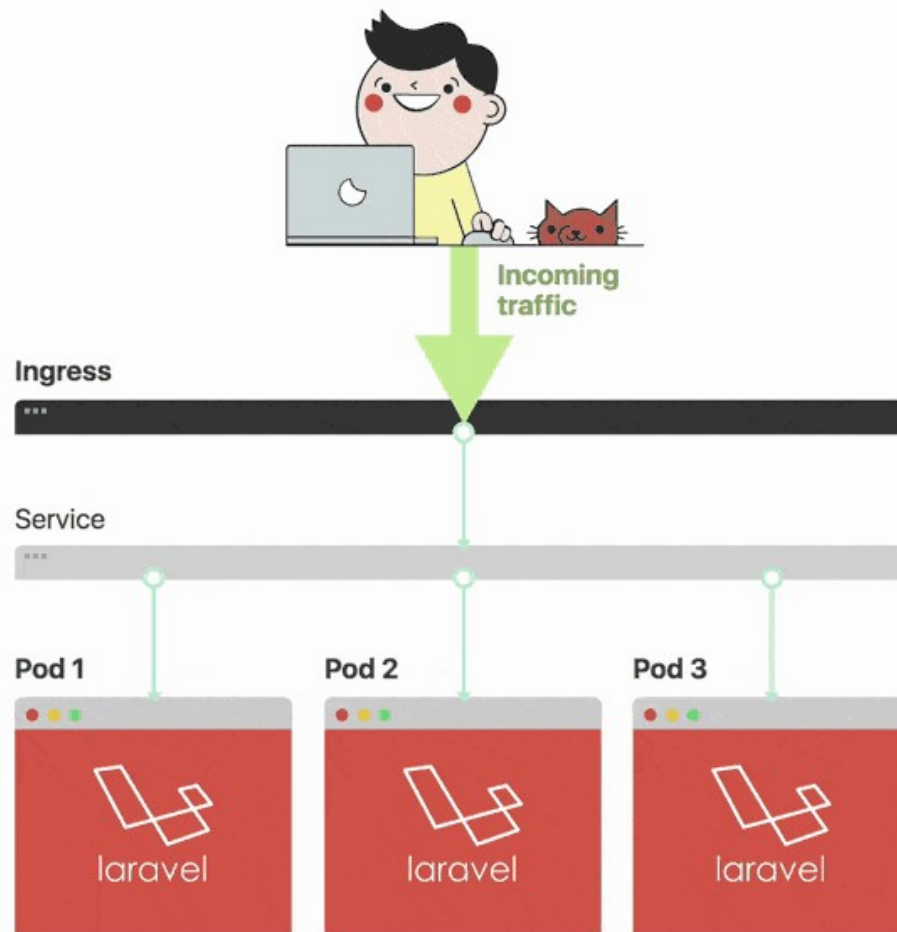 Incoming
traffic
Ingress
Service
Pod 1
Pod 2
Pod 3
laravel
laravel
laravel